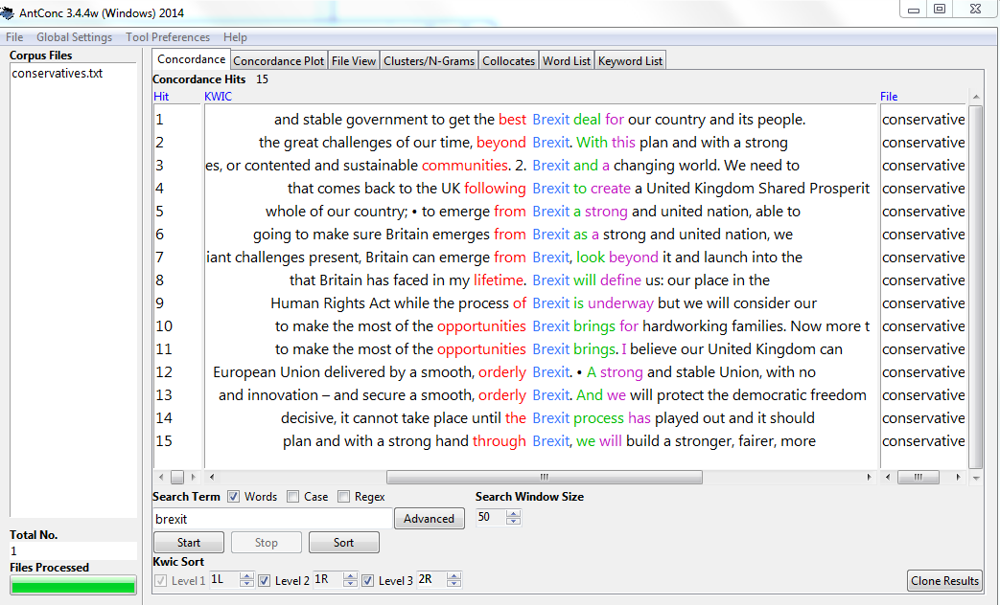 AntConc 3.4.4w (Windows) 2014
File Global Settings Tool Preferences Help
Corpus Files
conservatives.txt
Concordance Concordance Plot File View Clusters/N-Grams Collocates Word List Keyword List
Concordance Hits 15
Hit KWIC File
1 and stable government to get the best Brexit deal for our country and its people. conservative
2 the great challenges of our time, beyond Brexit. With this plan and with a strong conservative
3 es, or contented and sustainable communities. 2. Brexit and a changing world. We need to conservative
4 that comes back to the UK following Brexit to create a United Kingdom Shared Prosperit conservative
5 whole of our country; • to emerge from Brexit a strong and united nation, able to conservative
6 going to make sure Britain emerges from Brexit as a strong and united nation, we conservative
7 iant challenges present, Britain can emerge from Brexit, look beyond it and launch into the conservative
8 that Britain has faced in my lifetime. Brexit will define us: our place in the conservative
9 Human Rights Act while the process of Brexit is underway but we will consider our conservative
10 to make the most of the opportunities Brexit brings for hardworking families. Now more t conservative
11 to make the most of the opportunities Brexit brings. I believe our United Kingdom can conservative
12 European Union delivered by a smooth, orderly Brexit. • A strong and stable Union, with no conservative
13 and innovation – and secure a smooth, orderly Brexit. And we will protect the democratic freedom conservative
14 decisive, it cannot take place until the Brexit process has played out and it should conservative
15 plan and with a strong hand through Brexit, we will build a stronger, fairer, more conservative
Search Term Words Case Regex Search Window Size
brexit Advanced 50
Start Stop Sort
Total No.
1
Files Processed
Kwic Sort
Level 1 1L Level 2 1R Level 3 2R Clone Results